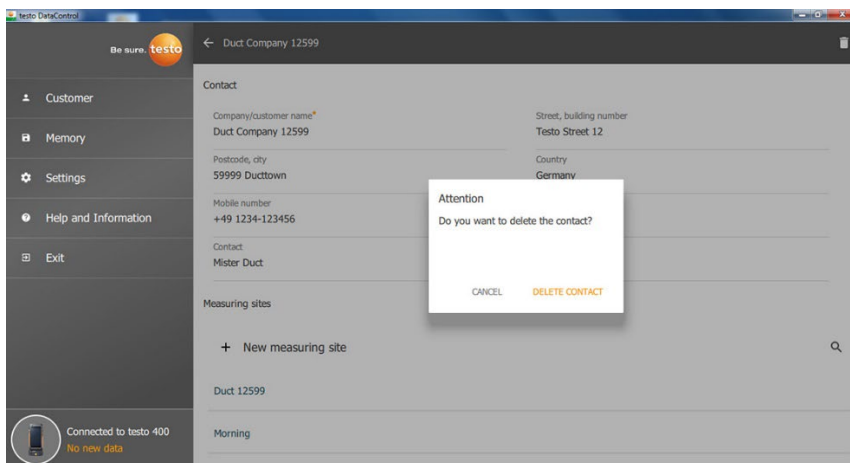 testo DataControl
Be sure. testo
Customer
Memory
Settings
Help and Information
Exit
Connected to testo 400
No new data
Duct Company 12599
Contact
Company/customer name*
Duct Company 12599
Street, building number
Testo Street 12
Postcode, city
59999 Ducttown
Country
Germany
Mobile number
+49 1234-123456
Contact
Mister Duct
Attention
Do you want to delete the contact?
CANCEL DELETE CONTACT
Measuring sites
+ New measuring site
Duct 12599
Morning